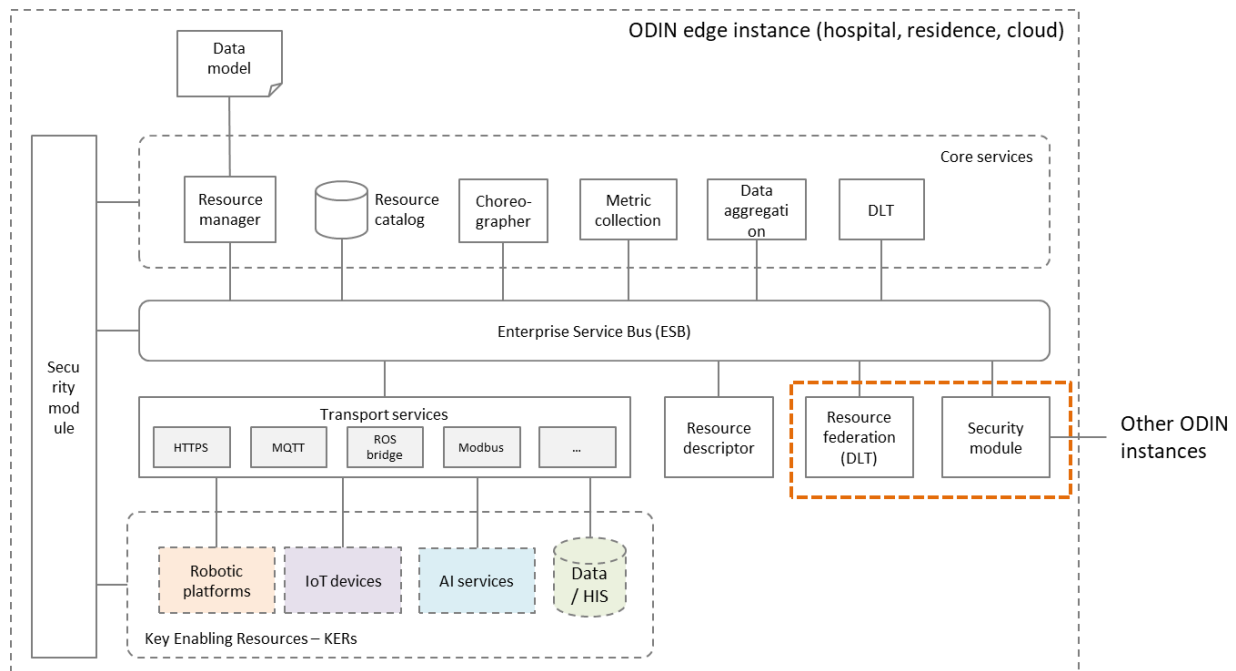 ODIN edge instance (hospital, residence, cloud)
Data
model
Core services
Resource
manager
Resource
catalog
Choreo-
grapher
Metric
collection
Data
aggregati
on
DLT
Enterprise Service Bus (ESB)
Secu
rity
mod
ule
Transport services
HTTPS
MQTT
ROS
bridge
Modbus
...
Resource
descriptor
Resource
federation
(DLT)
Security
module
Other ODIN
instances
Robotic
platforms
IoT devices
AI services
Data
/ HIS
Key Enabling Resources – KERs